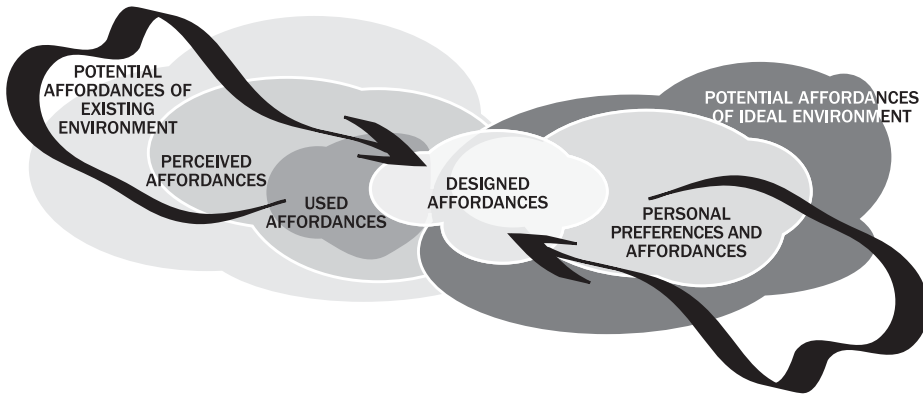 POTENTIAL
AFFORDANCES OF
EXISTING
ENVIRONMENT
PERCEIVED
AFFORDANCES
USED
AFFORDANCES
DESIGNED
AFFORDANCES
PERSONAL
PREFERENCES AND
AFFORDANCES
POTENTIAL AFFORDANCES
OF IDEAL ENVIRONMENT